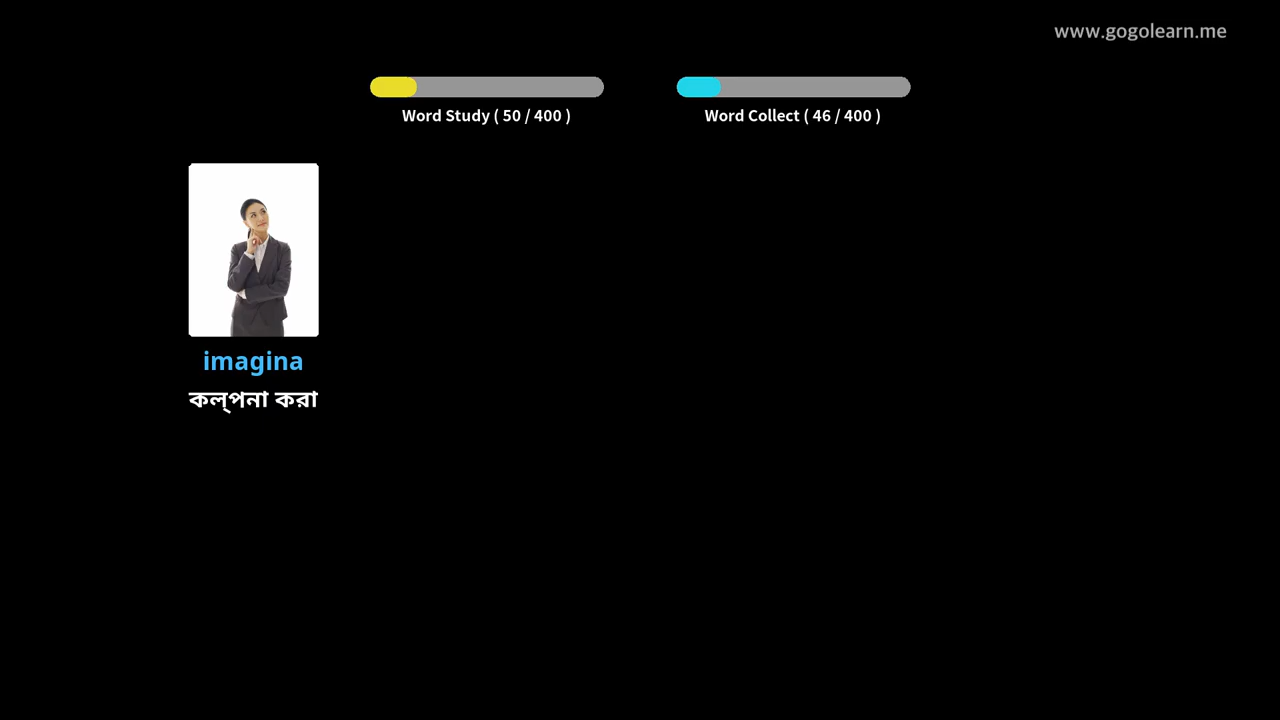 www.gogolearn.me
Word Study ( 50 / 400 )
Word Collect ( 46 / 400 )
imagina
কল্পনা করা